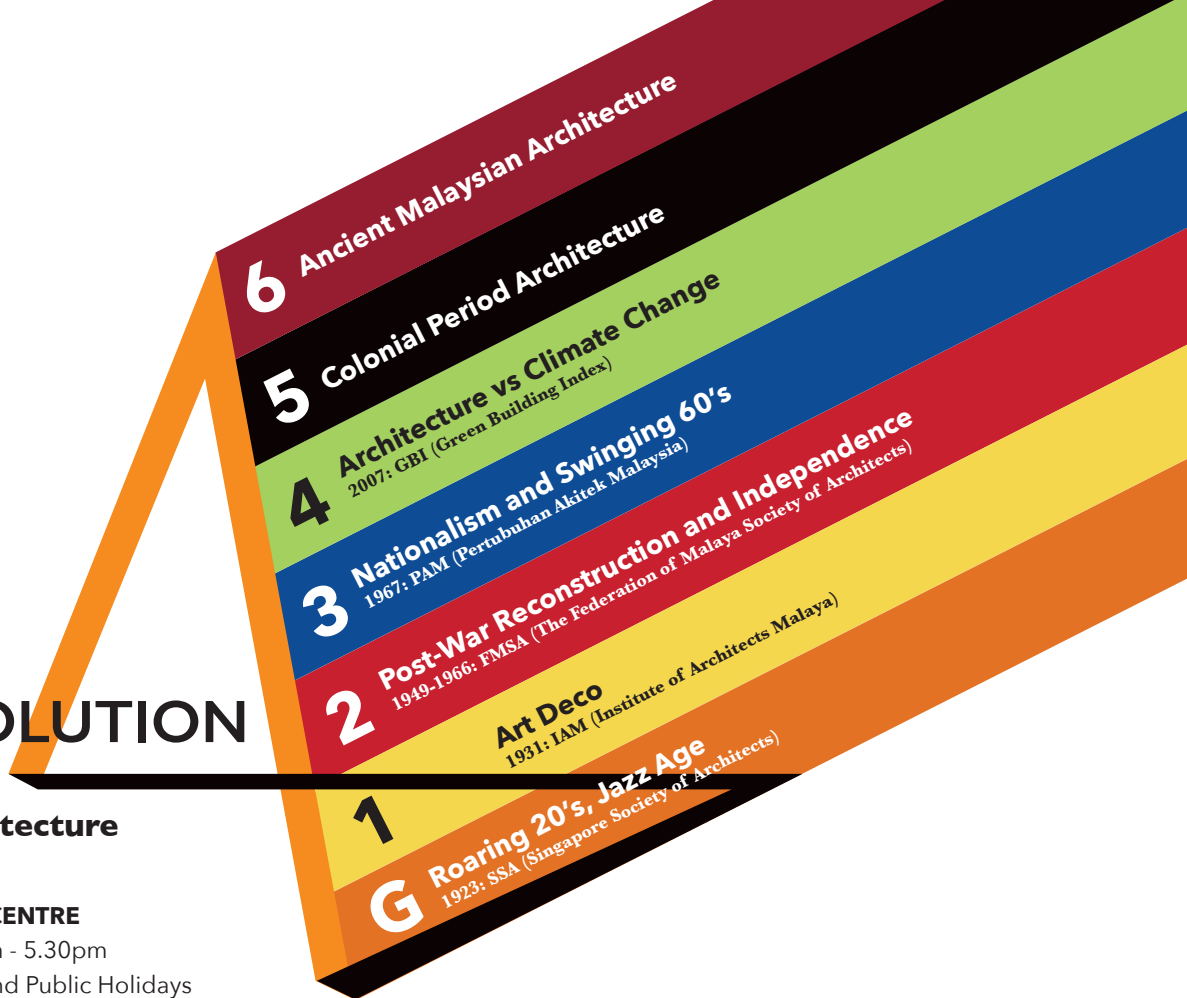 6 Ancient Malaysian Architecture
5 Colonial Period Architecture
4 Architecture vs Climate Change
2007: GBI (Green Building Index)
3 Nationalism and Swinging 60's
1967: PAM (Pertubuhan Akitek Malaysia)
2 Post-War Reconstruction and Independence
1949-1966: FMSA (The Federation of Malaya Society of Architects)
1 Art Deco
1931: IAM (Institute of Architects Malaya)
G Roaring 20's, Jazz Age
1923: SSA (Singapore Society of Architects)
OLUTION
tecture
CENTRE
- 5.30pm
nd Public Holidays